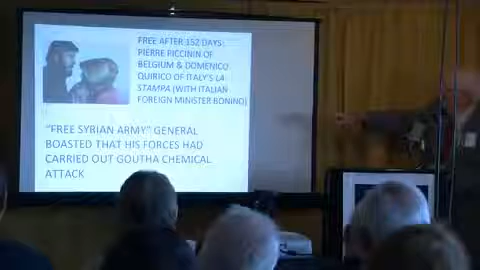 FREE AFTER 152 DAYS:
PIERRE PICCININ OF
BELGIUM & DOMENICO
QUIRICO OF ITALY'S LA
STAMPA (WITH ITALIAN
FOREIGN MINISTER BONINO)
"FREE SYRIAN ARMY" GENERAL
BOASTED THAT HIS FORCES HAD
CARRIED OUT GOUTHA CHEMICAL
ATTACK